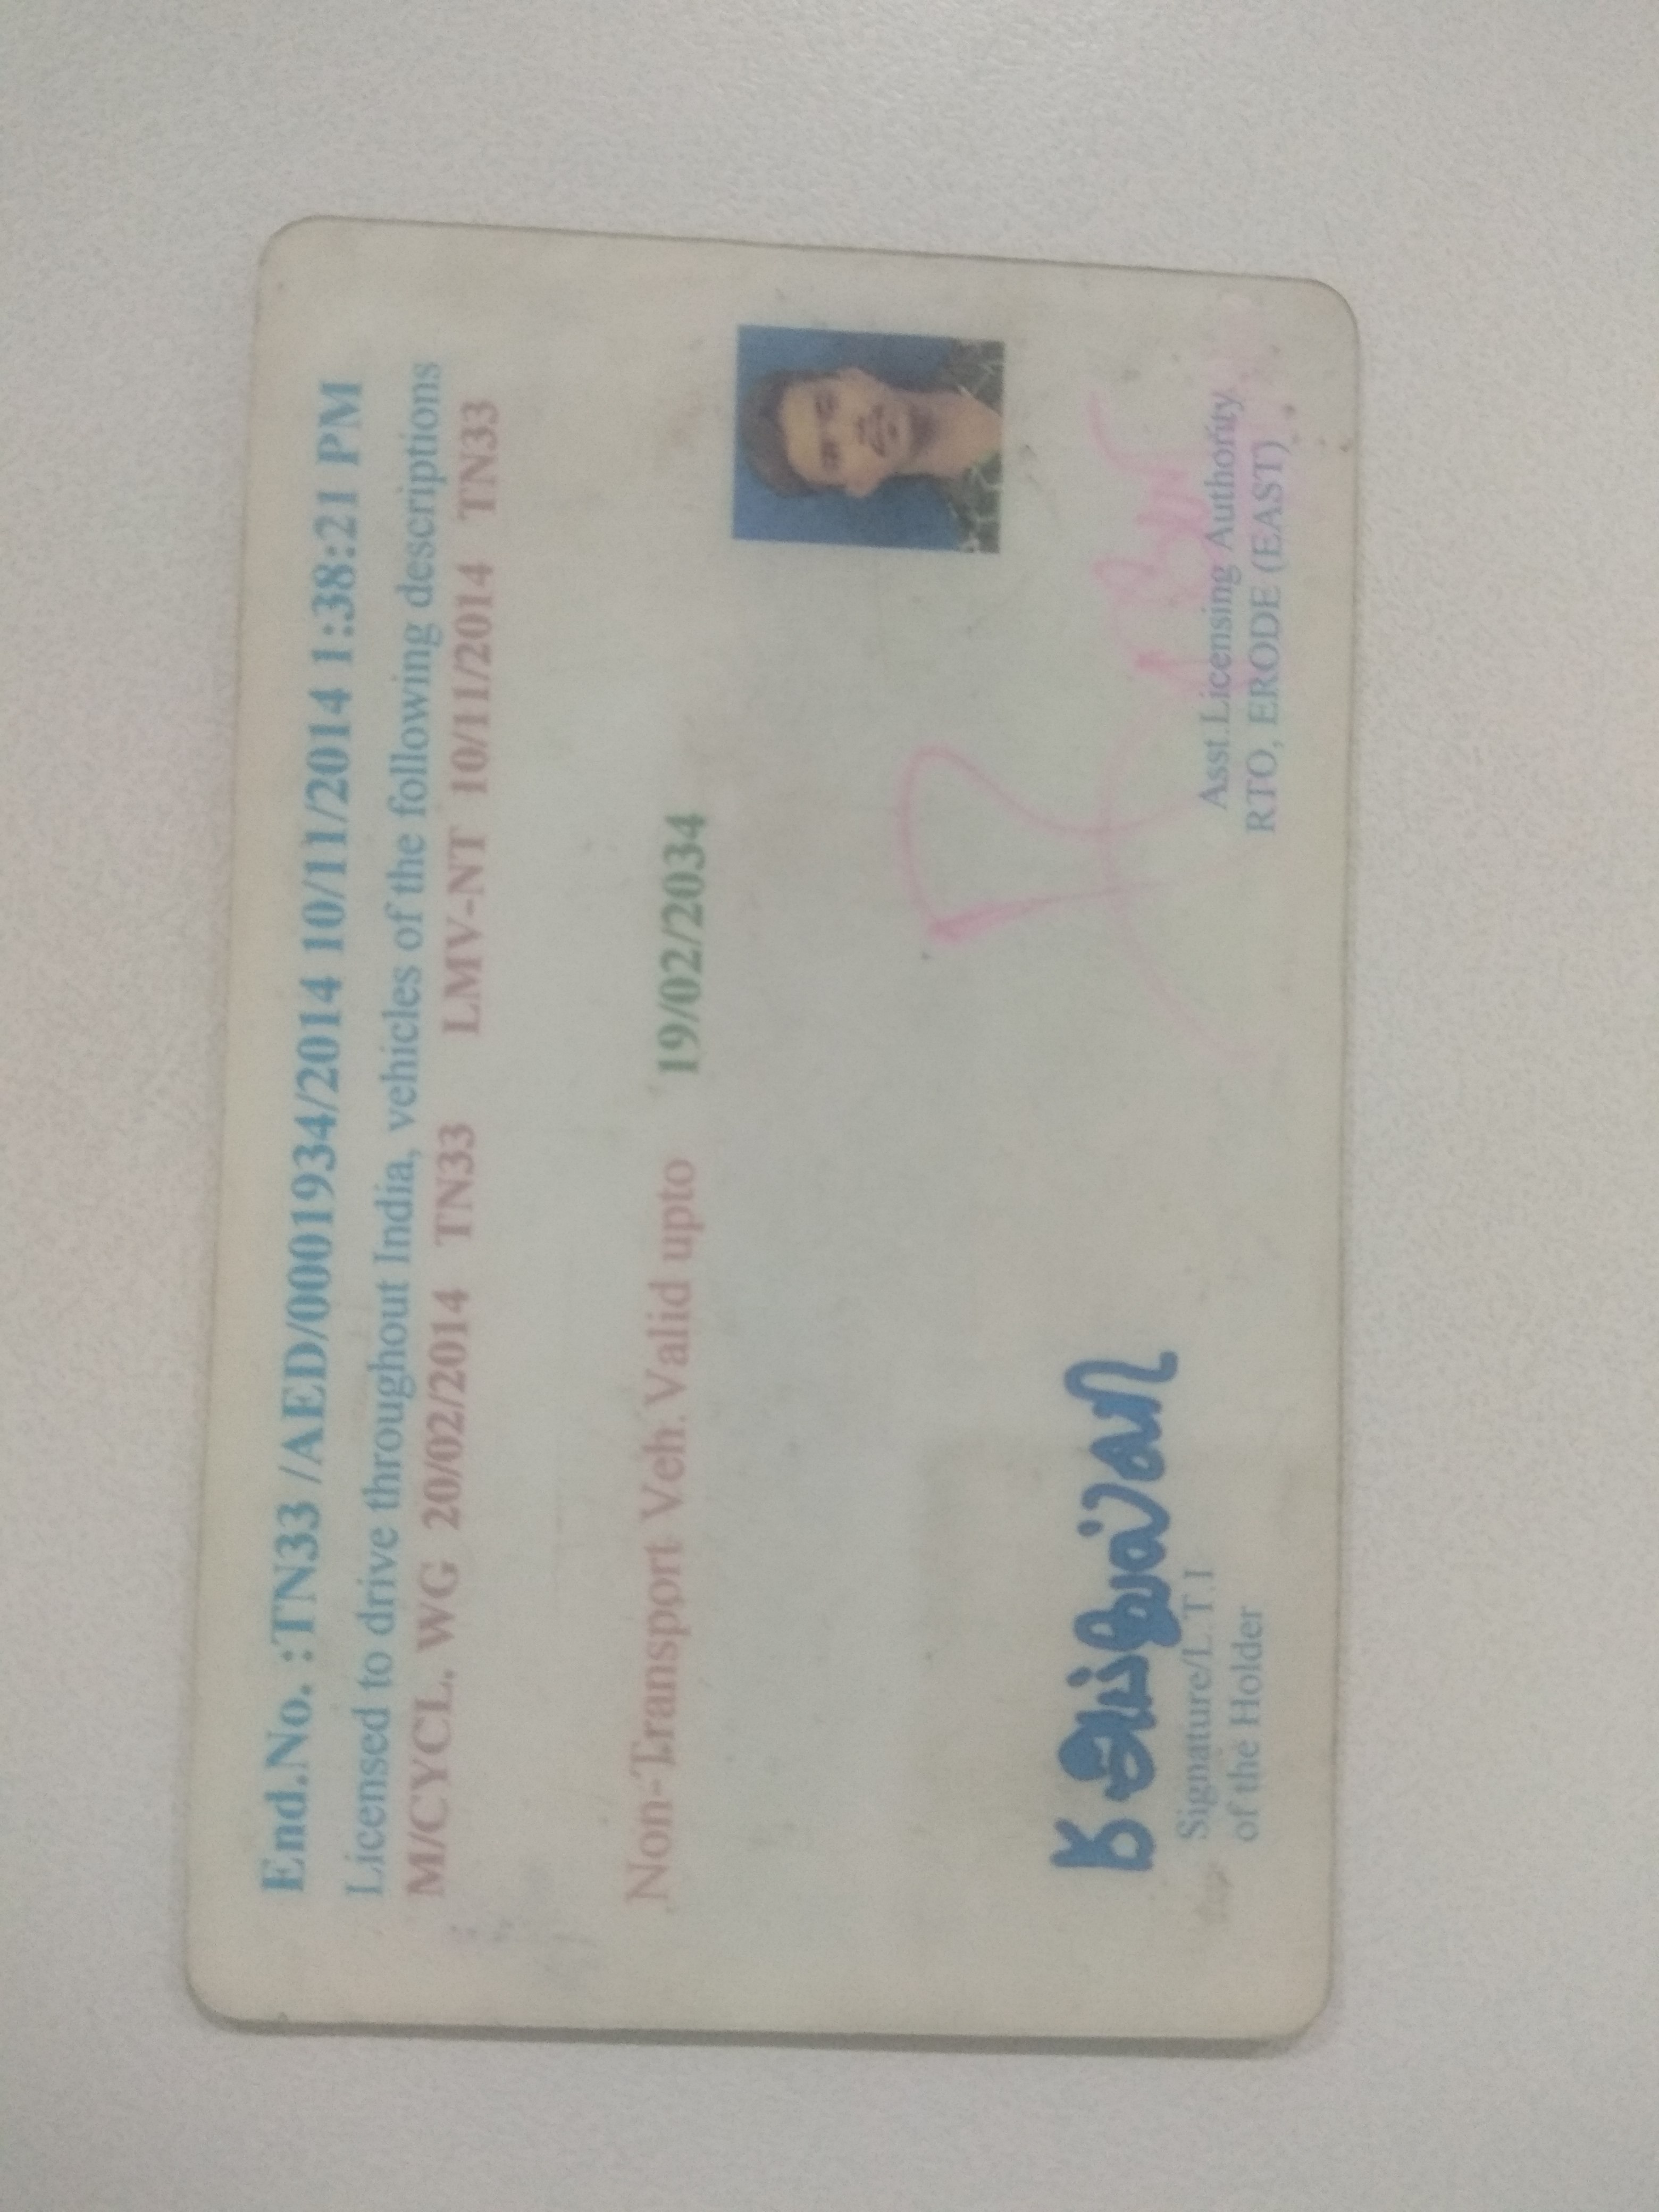 End.No. :TN33 /AED/0001934/2014 10/11/2014 1:38:21 PM
Licensed to drive throughout India, vehicles of the following descriptions
M/CYCL. WG 20/02/2014 TN33 LMV-NT 10/11/2014 TN33
Non-Transport Veh. Valid upto 19/02/2034
Signature/L.T.I
of the Holder
Asst.Licensing Authority
RTO, ERODE (EAST)